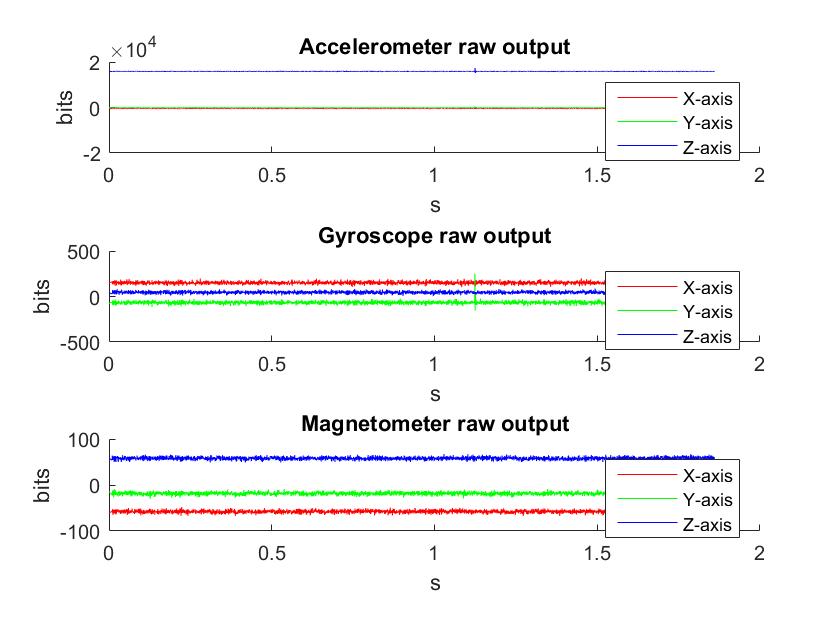 Accelerometer raw output
×10⁴
2
0
-2
bits
X-axis
Y-axis
Z-axis
0 0.5 1 1.5 2
s
Gyroscope raw output
500
0
-500
bits
X-axis
Y-axis
Z-axis
0 0.5 1 1.5 2
s
Magnetometer raw output
100
0
-100
bits
X-axis
Y-axis
Z-axis
0 0.5 1 1.5 2
s